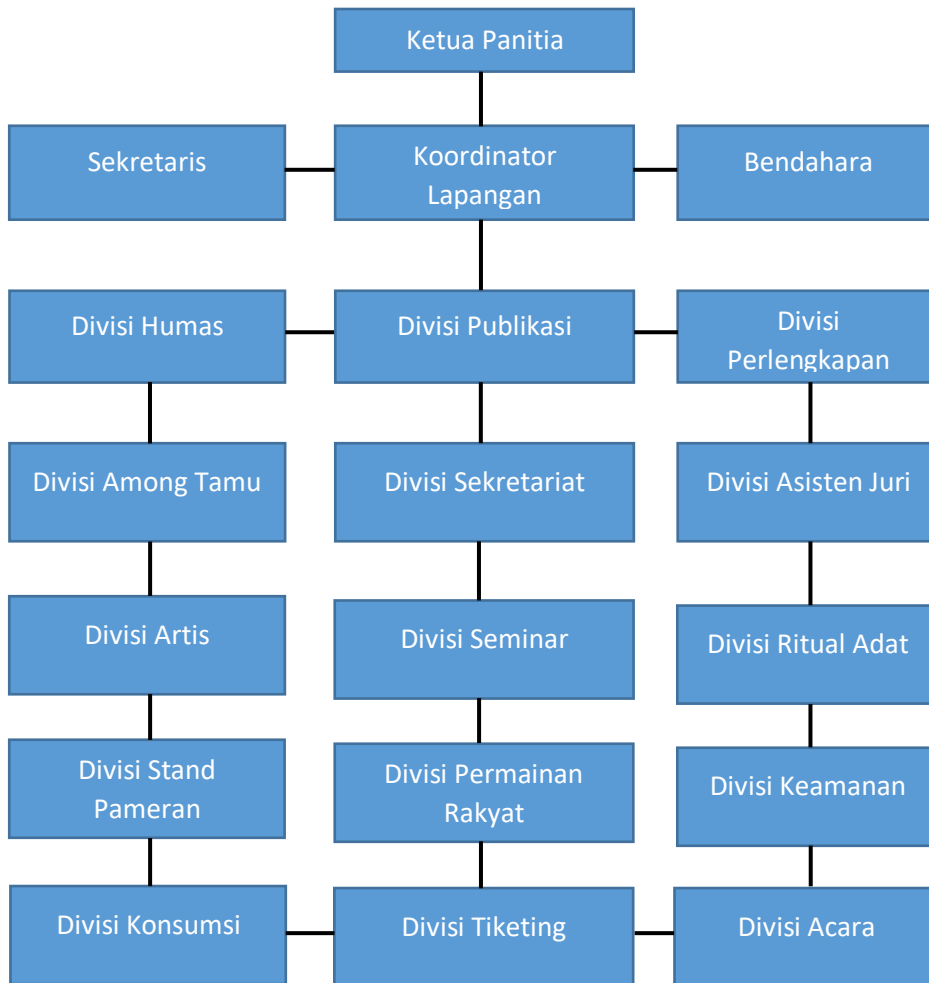 Ketua Panitia
Sekretaris
Koordinator
Lapangan
Bendahara
Divisi Humas
Divisi Publikasi
Divisi
Perlengkapan
Divisi Among Tamu
Divisi Sekretariat
Divisi Asisten Juri
Divisi Artis
Divisi Seminar
Divisi Ritual Adat
Divisi Stand
Pameran
Divisi Permainan
Rakyat
Divisi Keamanan
Divisi Konsumsi
Divisi Tiketing
Divisi Acara